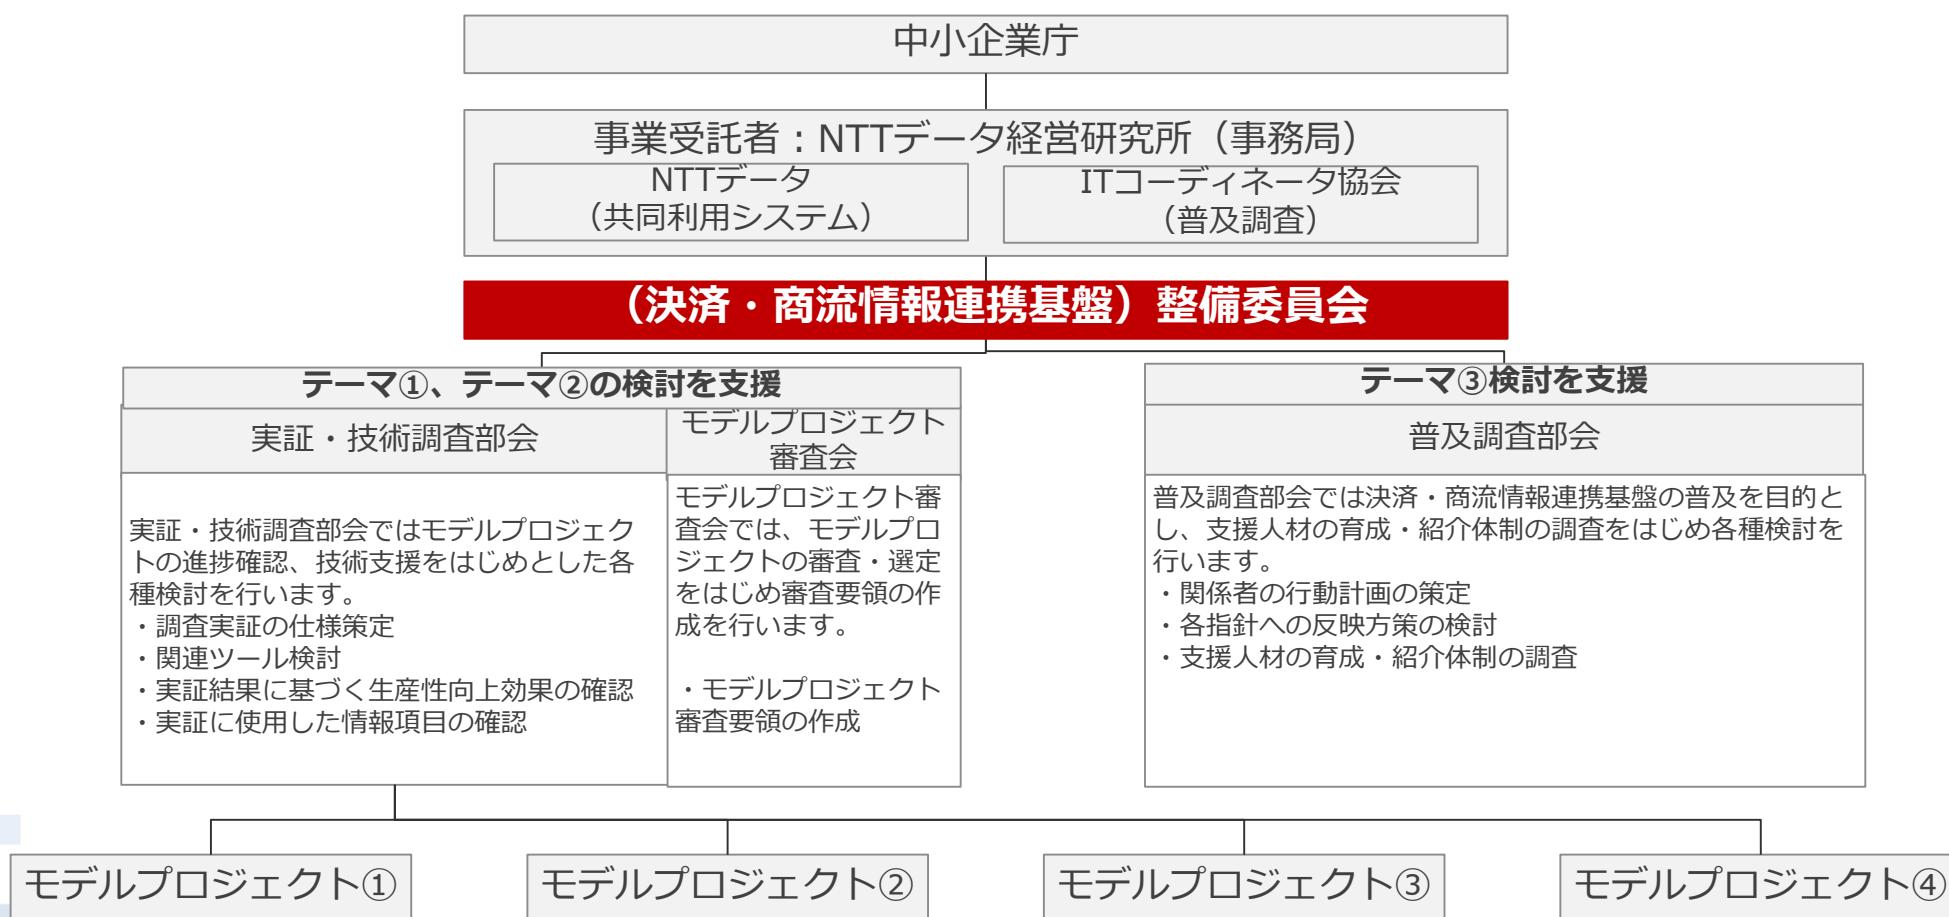 中小企業庁
事業受託者：NTTデータ経営研究所（事務局）
NTTデータ
（共同利用システム）
ITコーディネータ協会
（普及調査）
（決済・商流情報連携基盤）整備委員会
テーマ①、テーマ②の検討を支援
実証・技術調査部会
モデルプロジェクト
審査会
実証・技術調査部会ではモデルプロジェク
トの進捗確認、技術支援をはじめとした各
種検討を行います。
・調査実証の仕様策定
・関連ツール検討
・実証結果に基づく生産性向上効果の確認
・実証に使用した情報項目の確認
モデルプロジェクト審
査会では、モデルプロ
ジェクトの審査・選定
をはじめ審査要領の作
成を行います。
・モデルプロジェクト
審査要領の作成
テーマ③検討を支援
普及調査部会
普及調査部会では決済・商流情報連携基盤の普及を目的と
し、支援人材の育成・紹介体制の調査をはじめ各種検討を
行います。
・関係者の行動計画の策定
・各指針への反映方策の検討
・支援人材の育成・紹介体制の調査
モデルプロジェクト①
モデルプロジェクト②
モデルプロジェクト③
モデルプロジェクト④